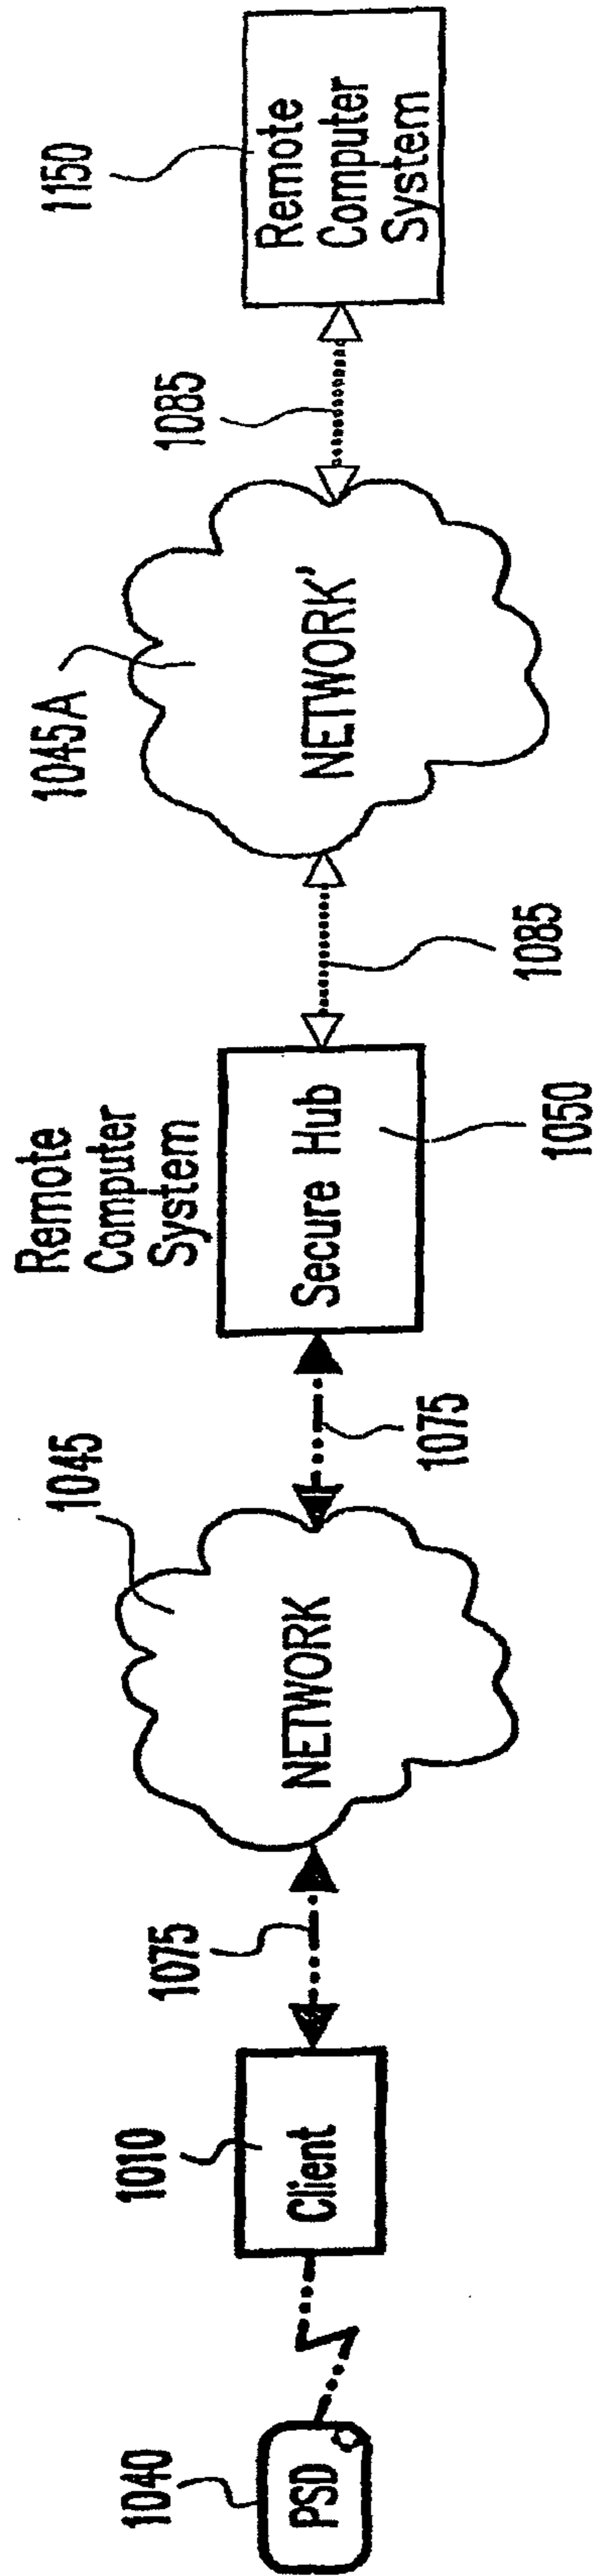 1040
PSD
1010
Client
1075
1045
NETWORK
1075
Remote
Computer
System
Secure Hub
1050
1085
1045A
NETWORK'
1085
1150
Remote
Computer
System